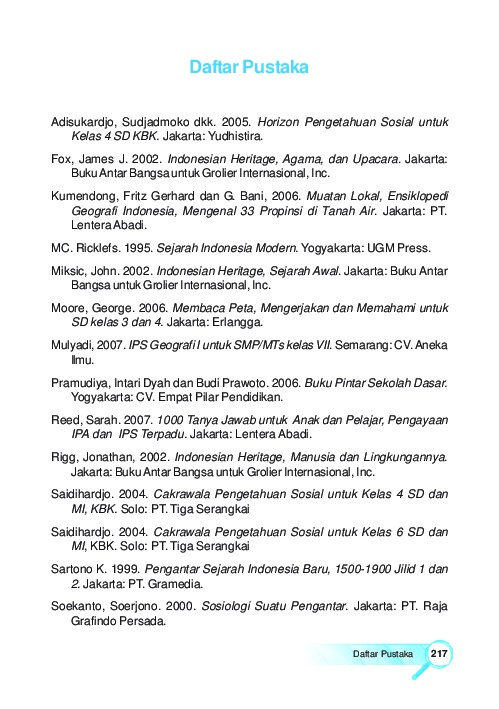 Daftar Pustaka
Adisukardjo, Sudjadmoko dkk. 2005. Horizon Pengetahuan Sosial untuk
Kelas 4 SD KBK. Jakarta: Yudhistira.
Fox, James J. 2002. Indonesian Heritage, Agama, dan Upacara. Jakarta:
Buku Antar Bangsa untuk Grolier Internasional, Inc.
Kumendong, Fritz Gerhard dan G. Bani, 2006. Muatan Lokal, Ensiklopedi
Geografi Indonesia, Mengenal 33 Propinsi di Tanah Air. Jakarta: PT.
Lentera Abadi.
MC. Ricklefs. 1995. Sejarah Indonesia Modern. Yogyakarta: UGM Press.
Miksic, John. 2002. Indonesian Heritage, Sejarah Awal. Jakarta: Buku Antar
Bangsa untuk Grolier Internasional, Inc.
Moore, George. 2006. Membaca Peta, Mengerjakan dan Memahami untuk
SD kelas 3 dan 4. Jakarta: Erlangga.
Mulyadi, 2007. IPS Geografi I untuk SMP/MTs kelas VII. Semarang: CV. Aneka
Ilmu.
Pramudiya, Intari Dyah dan Budi Prawoto. 2006. Buku Pintar Sekolah Dasar.
Yogyakarta: CV. Empat Pilar Pendidikan.
Reed, Sarah. 2007. 1000 Tanya Jawab untuk Anak dan Pelajar, Pengayaan
IPA dan IPS Terpadu. Jakarta: Lentera Abadi.
Rigg, Jonathan, 2002. Indonesian Heritage, Manusia dan Lingkungannya.
Jakarta: Buku Antar Bangsa untuk Grolier Internasional, Inc.
Saidihardjo. 2004. Cakrawala Pengetahuan Sosial untuk Kelas 4 SD dan
MI, KBK. Solo: PT. Tiga Serangkai
Saidihardjo. 2004. Cakrawala Pengetahuan Sosial untuk Kelas 6 SD dan
MI, KBK. Solo: PT. Tiga Serangkai
Sartono K. 1999. Pengantar Sejarah Indonesia Baru, 1500-1900 Jilid 1 dan
2. Jakarta: PT. Gramedia.
Soekanto, Soerjono. 2000. Sosiologi Suatu Pengantar. Jakarta: PT. Raja
Grafindo Persada.
Daftar Pustaka 217